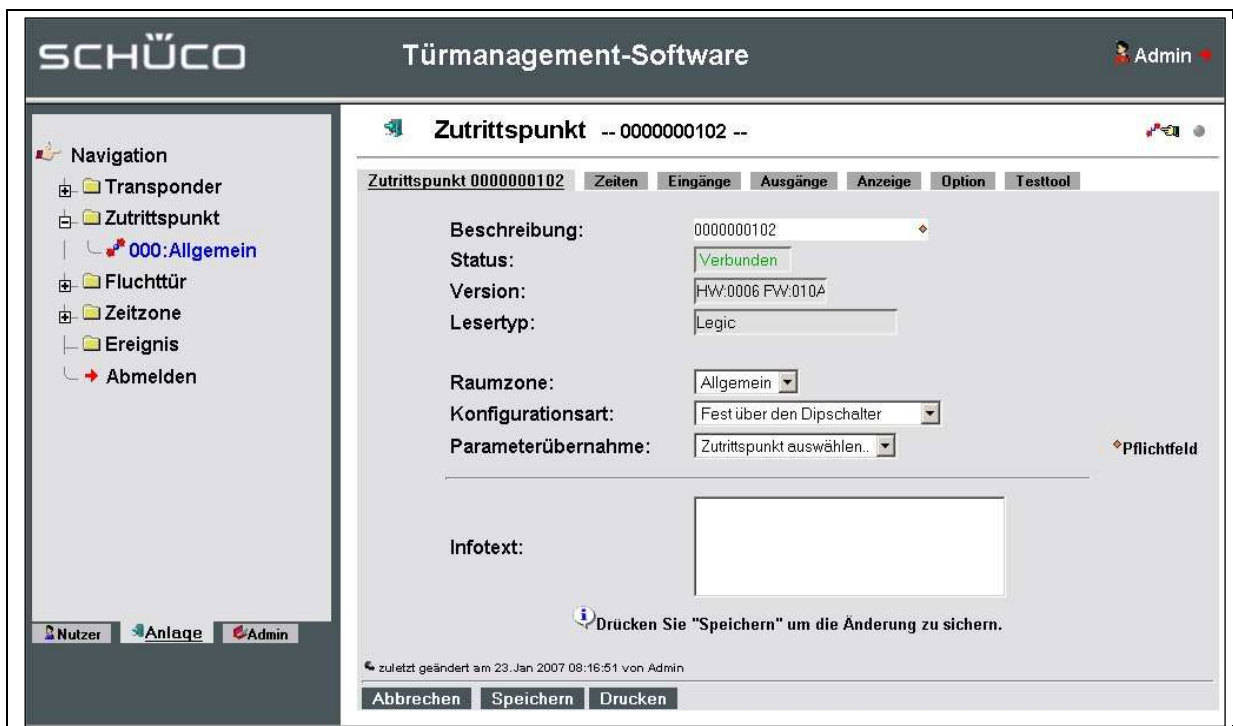 SCHÜCO
Türmanagement-Software
Admin
Navigation
Transponder
Zutrittspunkt
000:Allgemein
Fluchttür
Zeitzone
Ereignis
Abmelden
Nutzer Anlage Admin
Zutrittspunkt -- 0000000102 --
Zutrittspunkt 0000000102 Zeiten Eingänge Ausgänge Anzeige Option Testtool
Beschreibung: 0000000102
Status: Verbunden
Version: HW:0006 FW:010A
Lesertyp: Legic
Raumzone: Allgemein
Konfigurationsart: Fest über den Dipschalter
Parameterübernahme: Zutrittspunkt auswählen..
Pflichtfeld
Infotext:
Drücken Sie "Speichern" um die Änderung zu sichern.
zuletzt geändert am 23.Jan 2007 08:16:51 von Admin
Abbrechen Speichern Drucken